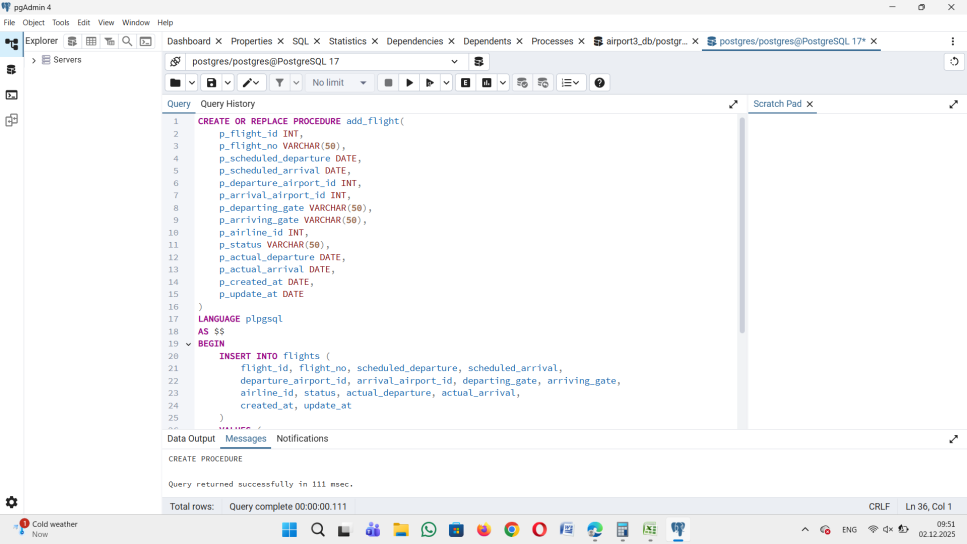 pgAdmin 4
File Object Tools Edit View Window Help
Explorer
Dashboard Properties SQL Statistics Dependencies Dependents Processes airport3_db/postgr... postgres/postgres@PostgreSQL 17*
Servers
postgres/postgres@PostgreSQL 17
No limit
E
Query Query History
Scratch Pad
1 CREATE OR REPLACE PROCEDURE add_flight(
2 p_flight_id INT,
3 p_flight_no VARCHAR(50),
4 p_scheduled_departure DATE,
5 p_scheduled_arrival DATE,
6 p_departure_airport_id INT,
7 p_arrival_airport_id INT,
8 p_departing_gate VARCHAR(50),
9 p_arriving_gate VARCHAR(50),
10 p_airline_id INT,
11 p_status VARCHAR(50),
12 p_actual_departure DATE,
13 p_actual_arrival DATE,
14 p_created_at DATE,
15 p_update_at DATE
16 )
17 LANGUAGE plpgsql
18 AS $$
19 BEGIN
20 INSERT INTO flights (
21 flight_id, flight_no, scheduled_departure, scheduled_arrival,
22 departure_airport_id, arrival_airport_id, departing_gate, arriving_gate,
23 airline_id, status, actual_departure, actual_arrival,
24 created_at, update_at
25 )
Data Output Messages Notifications
CREATE PROCEDURE
Query returned successfully in 111 msec.
Total rows: Query complete 00:00:00.111 CRLF Ln 36, Col 1
1
Cold weather
Now
ENG
09:51
02.12.2025